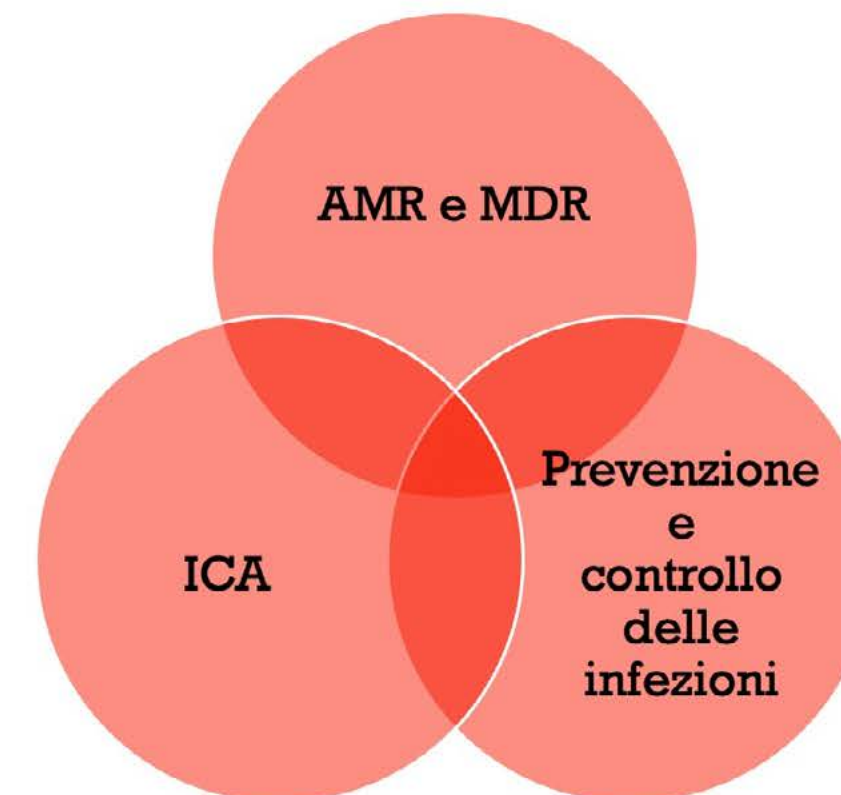 AMR e MDR
ICA
Prevenzione
e
controllo
delle
infezioni